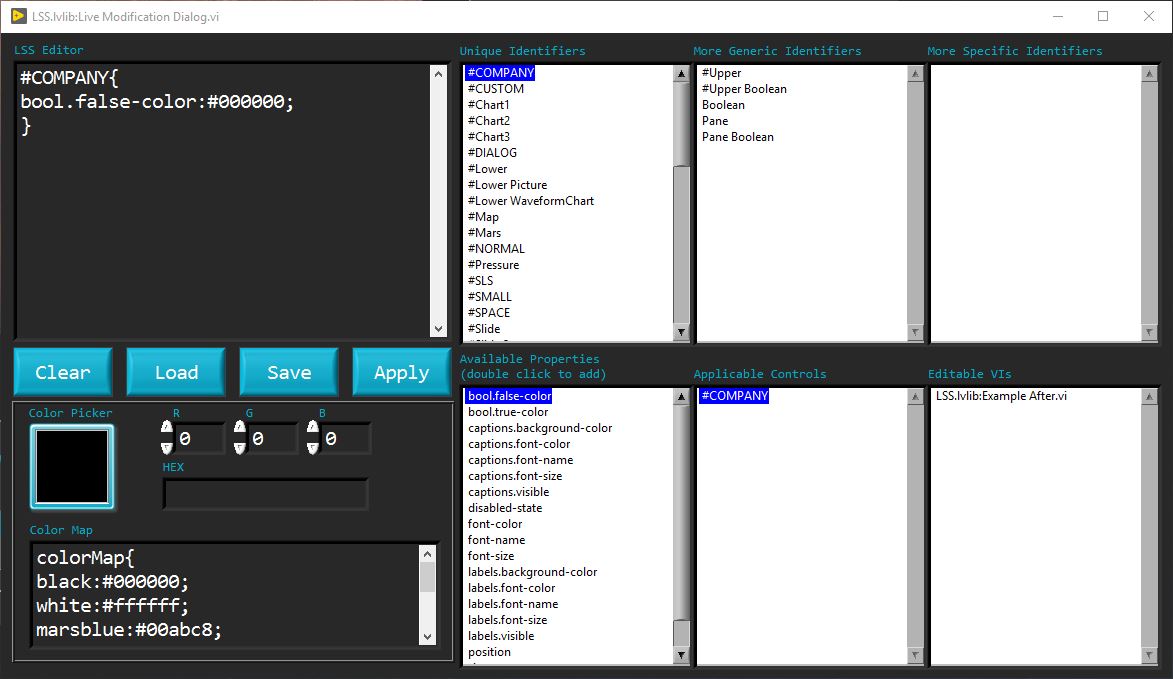 LSS.lvlib:Live Modification Dialog.vi
LSS Editor
#COMPANY{
bool.false-color:#000000;
}
Clear
Load
Save
Apply
Color Picker
R
G
B
0
0
0
HEX
Color Map
colorMap{
black:#000000;
white:#ffffff;
marsblue:#00abc8;
Unique Identifiers
#COMPANY
#CUSTOM
#Chart1
#Chart2
#Chart3
#DIALOG
#Lower
#Lower Picture
#Lower WaveformChart
#Map
#Mars
#NORMAL
#Pressure
#SLS
#SMALL
#SPACE
#Slide
More Generic Identifiers
#Upper
#Upper Boolean
Boolean
Pane
Pane Boolean
More Specific Identifiers
Available Properties
(double click to add)
bool.false-color
bool.true-color
captions.background-color
captions.font-color
captions.font-name
captions.font-size
captions.visible
disabled-state
font-color
font-name
font-size
labels.background-color
labels.font-color
labels.font-name
labels.font-size
labels.visible
position
Applicable Controls
#COMPANY
Editable VIs
LSS.lvlib:Example After.vi